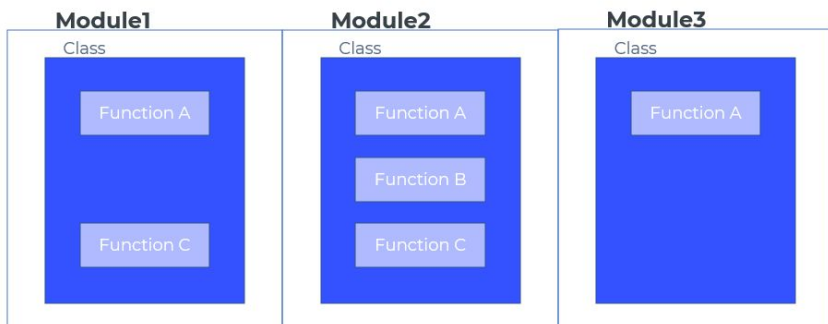 Module1
Class
Function A
Function C
Module2
Class
Function A
Function B
Function C
Module3
Class
Function A